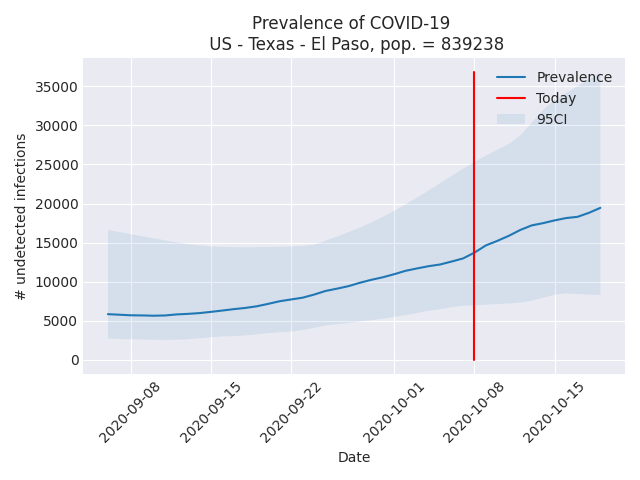 Prevalence of COVID-19
US - Texas - El Paso, pop. = 839238
Prevalence
Today
95CI
# undetected infections
35000
30000
25000
20000
15000
10000
5000
0
2020-09-08
2020-09-15
2020-09-22
2020-10-01
2020-10-08
2020-10-15
Date